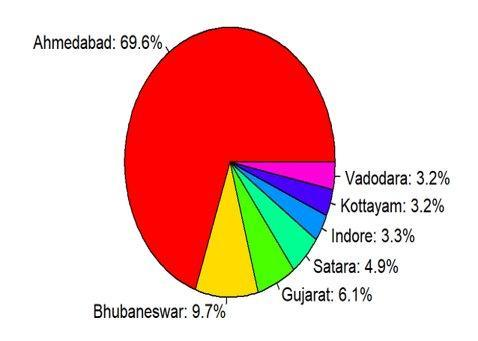 Ahmedabad: 69.6%
Vadodara: 3.2%
Kottayam: 3.2%
Indore: 3.3%
Satara: 4.9%
Gujarat: 6.1%
Bhubaneswar: 9.7%